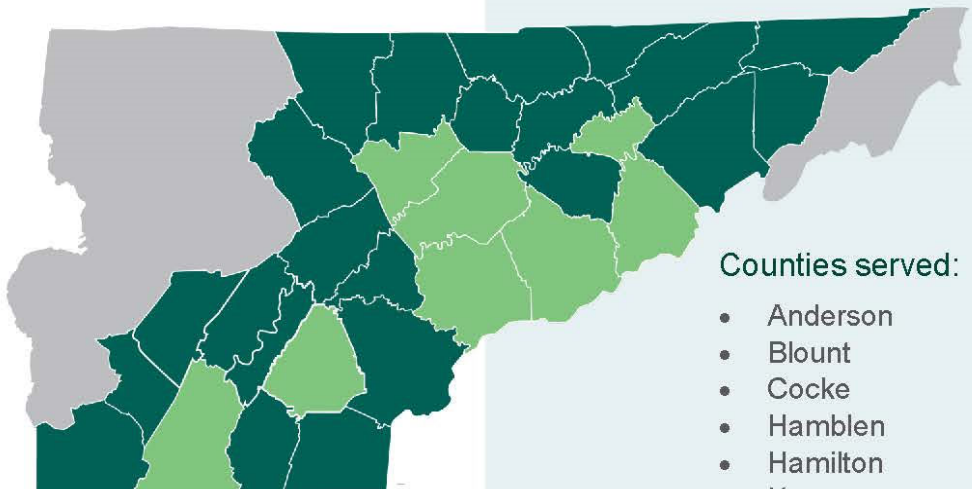 Counties served:
• Anderson
• Blount
• Cocke
• Hamblen
• Hamilton